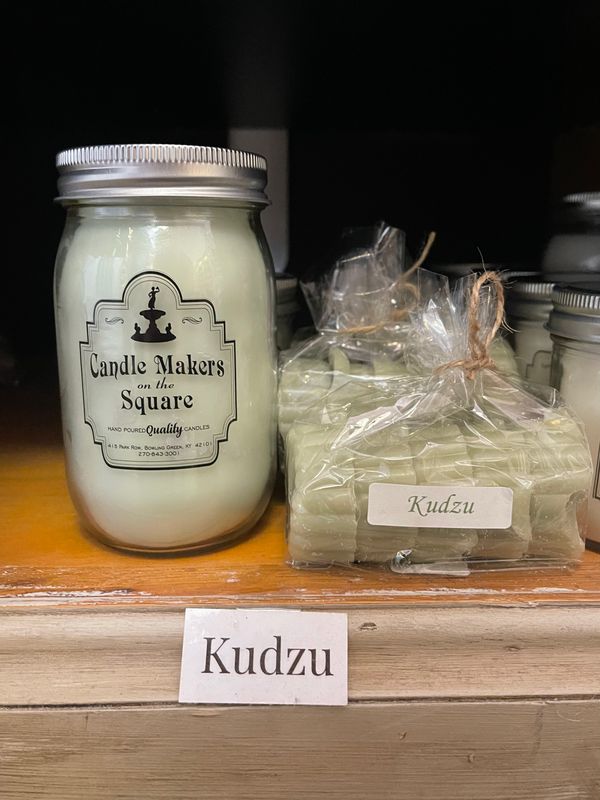 Candle Makers
on the
Square
HAND POURED Quality CANDLES
415 PARK ROW, BOWLING GREEN, KY 42101
270-843-3001
Kudzu
Kudzu